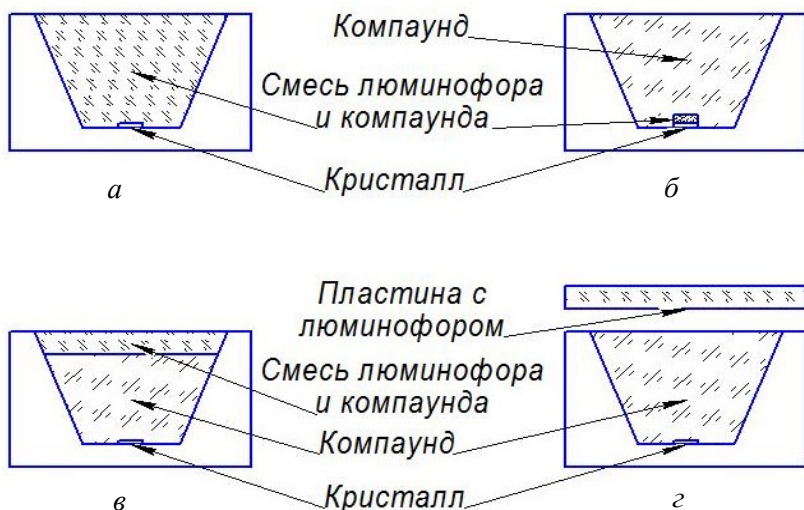 Компаунд
Смесь люминофора
и компаунда
Кристалл
а
б
Пластина с
люминофором
Смесь люминофора
и компаунда
Компаунд
Кристалл
в
г